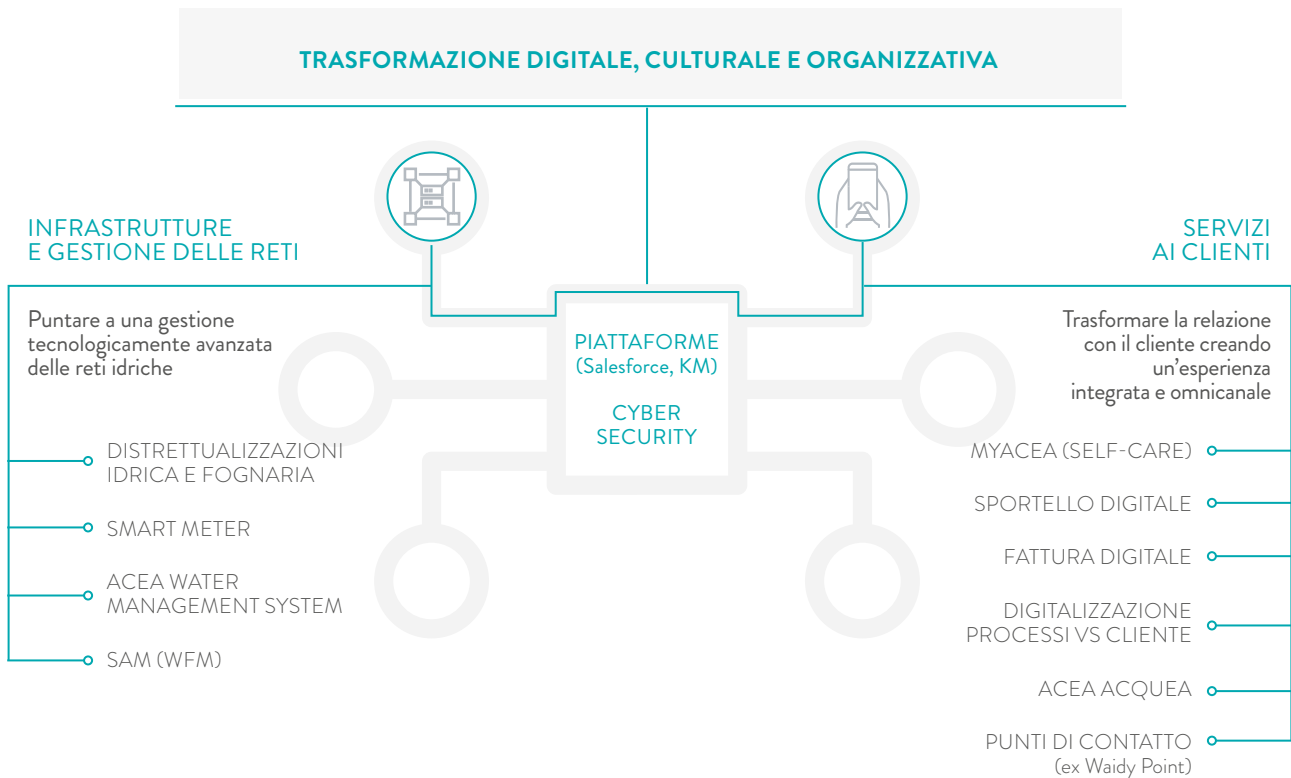 TRASFORMAZIONE DIGITALE, CULTURALE E ORGANIZZATIVA
INFRASTRUTTURE
E GESTIONE DELLE RETI
Puntare a una gestione
tecnologicamente avanzata
delle reti idriche
DISTRETTUALIZZAZIONI
IDRICA E FOGNARIA
SMART METER
ACEA WATER
MANAGEMENT SYSTEM
SAM (WFM)
PIATTAFORME
(Salesforce, KM)
CYBER
SECURITY
SERVIZI
AI CLIENTI
Trasformare la relazione
con il cliente creando
un’esperienza
integrata e omnicanale
MYACEA (SELF-CARE)
SPORTELLO DIGITALE
FATTURA DIGITALE
DIGITALIZZAZIONE
PROCESSI VS CLIENTE
ACEA ACQUEA
PUNTI DI CONTATTO
(ex Waidy Point)